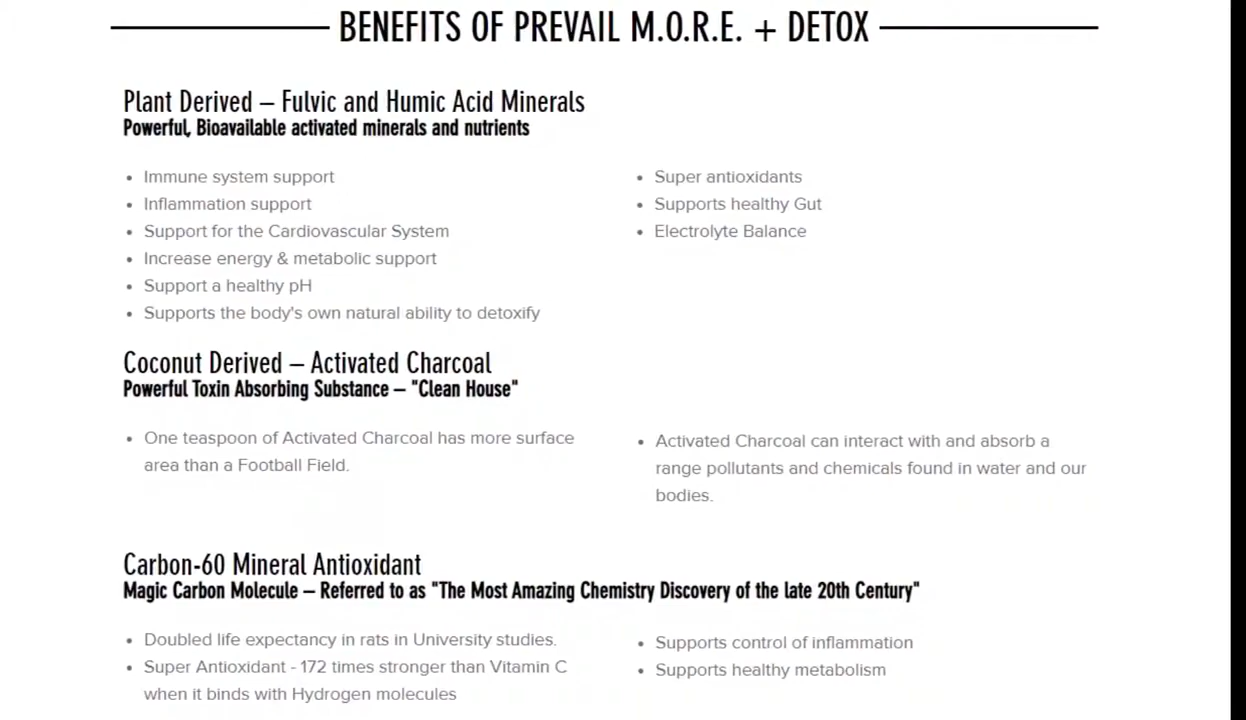 BENEFITS OF PREVAIL M.O.R.E. + DETOX
Plant Derived – Fulvic and Humic Acid Minerals
Powerful, Bioavailable activated minerals and nutrients
• Immune system support
• Inflammation support
• Support for the Cardiovascular System
• Increase energy & metabolic support
• Support a healthy pH
• Supports the body's own natural ability to detoxify
• Super antioxidants
• Supports healthy Gut
• Electrolyte Balance
Coconut Derived – Activated Charcoal
Powerful Toxin Absorbing Substance – "Clean House"
• One teaspoon of Activated Charcoal has more surface
area than a Football Field.
• Activated Charcoal can interact with and absorb a
range pollutants and chemicals found in water and our
bodies.
Carbon-60 Mineral Antioxidant
Magic Carbon Molecule – Referred to as "The Most Amazing Chemistry Discovery of the late 20th Century"
• Doubled life expectancy in rats in University studies.
• Super Antioxidant - 172 times stronger than Vitamin C
when it binds with Hydrogen molecules
• Supports control of inflammation
• Supports healthy metabolism